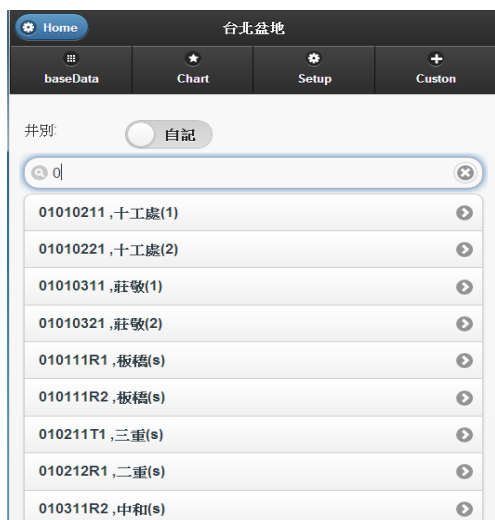 Home 台北盆地
baseData Chart Setup Custon
井別: 自記
0
01010211 ,十工處(1)
01010221 ,十工處(2)
01010311 ,莊敬(1)
01010321 ,莊敬(2)
010111R1 ,板橋(s)
010111R2 ,板橋(s)
010211T1 ,三重(s)
010212R1 ,二重(s)
010311R2 ,中和(s)